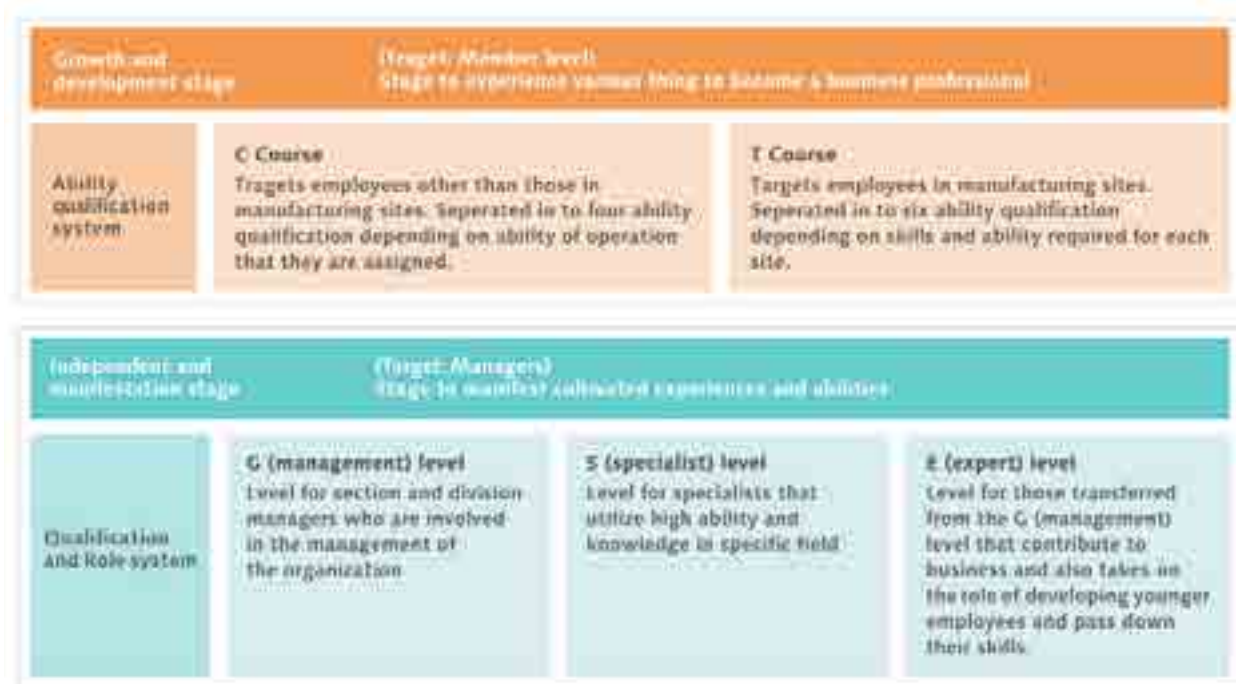 Growth and
development stage
(Traget: Member level)
Stage to experience various thing to become a business professional
Ability
qualification
system
C Course
Tragets employees other than those in
manufacturing sites. Seperated in to four ability
qualification depending on ability of operation
that they are assigned.
T Course
Targets employees in manufacturing sites.
Seperated in to six ability qualification
depending on skills and ability required for each
site.
Independent and
manifestation stage
(Target: Managers)
Stage to manifest cultivated experiences and abilities
Qualification
and Role system
G (management) level
Level for section and division
managers who are involved
in the management of
the organization
S (specialist) level
Level for specialists that
utilize high ability and
knowledge in specific field
E (expert) level
Level for those transferred
from the G (management)
level that contribute to
business and also takes on
the role of developing younger
employees and pass down
their skills.